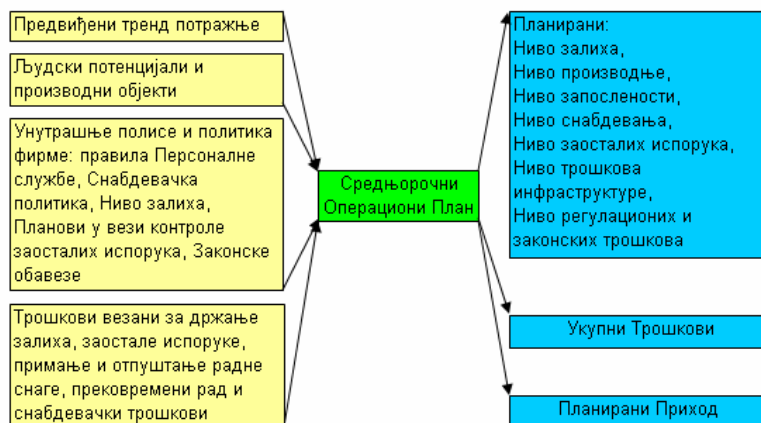 Предвиђени тренд потражње
Људски потенцијали и
производни објекти
Унутрашње полисе и политика
фирме: правила Персоналне
службе, Снабдевачка
политика, Ниво залиха,
Планови у вези контроле
заосталих испорука, Законске
обавезе
Трошкови везани за држање
залиха, заостале испоруке,
примање и отпуштање радне
снаге, прековремени рад и
снабдевачки трошкови
Средњорочни
Операциони План
Планирани:
Ниво залиха,
Ниво производње,
Ниво запослености,
Ниво снабдевања,
Ниво заосталих испорука,
Ниво трошкова
инфраструктуре,
Ниво регулационих и
законских трошкова
Укупни Трошкови
Планирани Приход